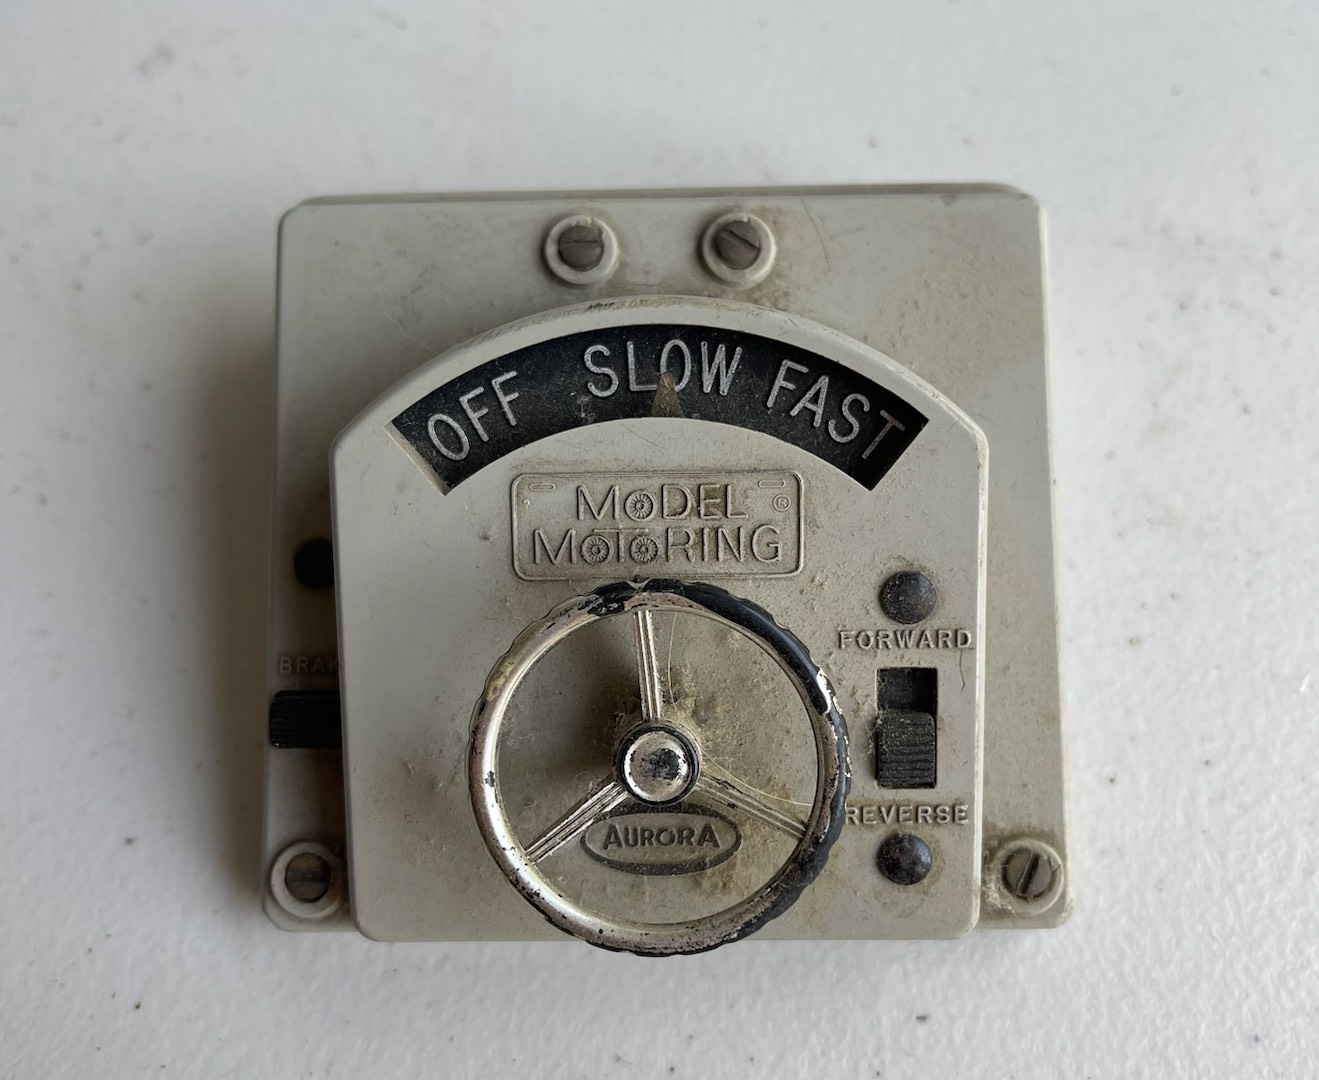 OFF SLOW FAST
MODEL ®
MOTORING
FORWARD
REVERSE
AURORA